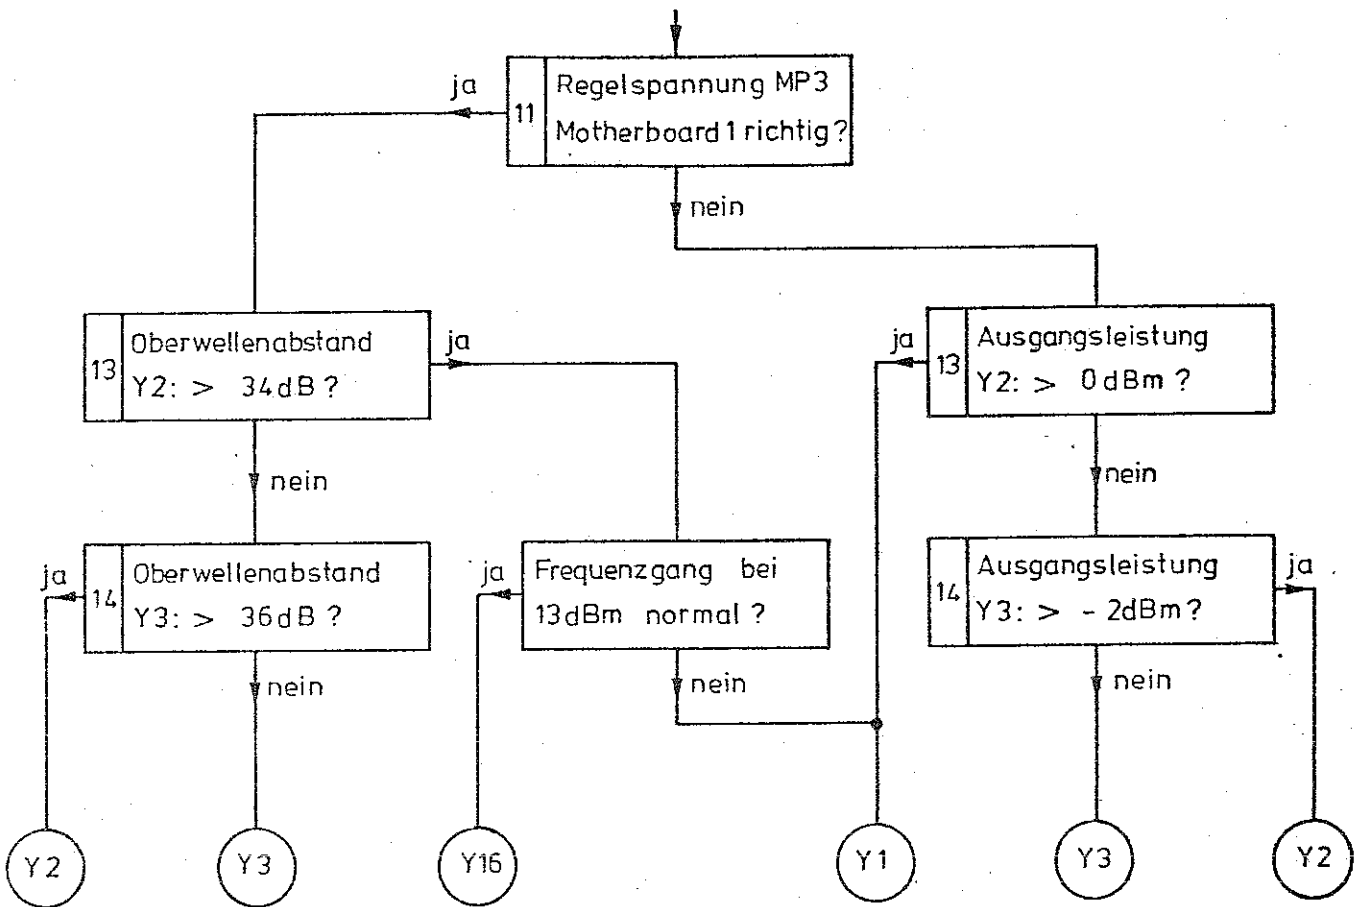 ja
11
Regelspannung MP3
Motherboard 1 richtig?
nein
13
Oberwellenabstand
Y2: > 34dB?
ja
nein
ja
13
Ausgangsleistung
Y2: > 0dBm?
nein
ja
14
Oberwellenabstand
Y3: > 36dB?
nein
ja
Frequenzgang bei
13dBm normal?
nein
14
Ausgangsleistung
Y3: > - 2dBm?
ja
nein
Y2
Y3
Y16
Y1
Y3
Y2